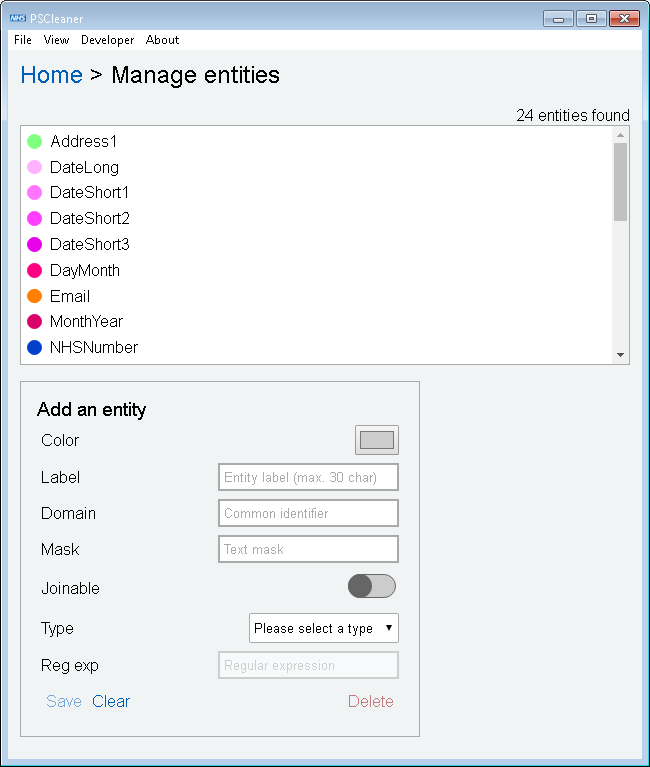 NHS PSCleaner
File View Developer About
Home > Manage entities
24 entities found
Address1
DateLong
DateShort1
DateShort2
DateShort3
DayMonth
Email
MonthYear
NHSNumber
Add an entity
Color
Label Entity label (max. 30 char)
Domain Common identifier
Mask Text mask
Joinable
Type Please select a type
Reg exp Regular expression
Save Clear Delete